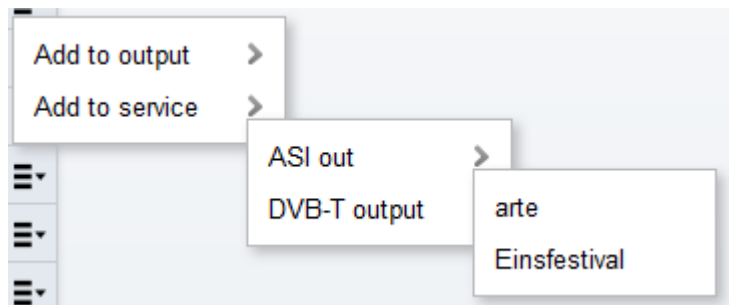 Add to output
Add to service
ASI out
DVB-T output
arte
Einsfestival